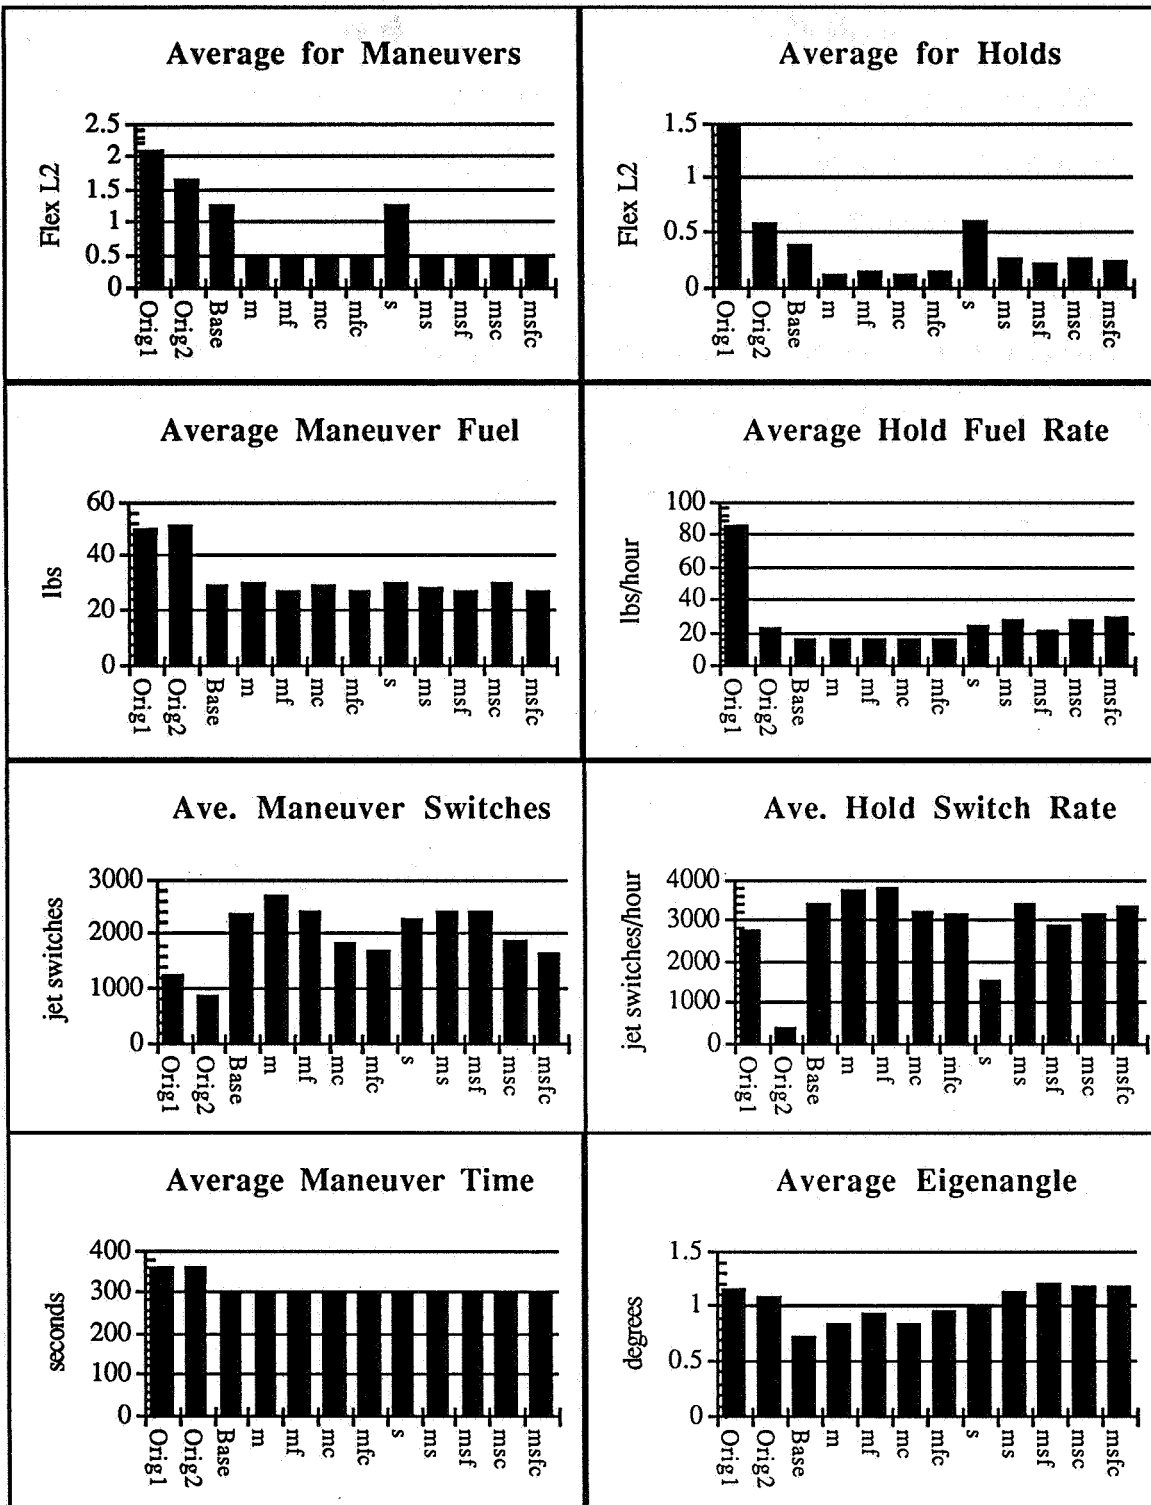 Average for Maneuvers
Flex L2
2.5
2
1.5
1
0.5
0
Orig1
Orig2
Base
m
mf
mc
mfc
s
ms
msf
msc
msfc
Average for Holds
Flex L2
1.5
1
0.5
0
Orig1
Orig2
Base
m
mf
mc
mfc
s
ms
msf
msc
msfc
Average Maneuver Fuel
lbs
60
40
20
0
Orig1
Orig2
Base
m
mf
mc
mfc
s
ms
msf
msc
msfc
Average Hold Fuel Rate
lbs/hour
100
80
60
40
20
0
Orig1
Orig2
Base
m
mf
mc
mfc
s
ms
msf
msc
msfc
Ave. Maneuver Switches
jet switches
3000
2000
1000
0
Orig1
Orig2
Base
m
mf
mc
mfc
s
ms
msf
msc
msfc
Ave. Hold Switch Rate
jet switches/hour
4000
3000
2000
1000
0
Orig1
Orig2
Base
m
mf
mc
mfc
s
ms
msf
msc
msfc
Average Maneuver Time
seconds
400
300
200
100
0
Orig1
Orig2
Base
m
mf
mc
mfc
s
ms
msf
msc
msfc
Average Eigenangle
degrees
1.5
1
0.5
0
Orig1
Orig2
Base
m
mf
mc
mfc
s
ms
msf
msc
msfc